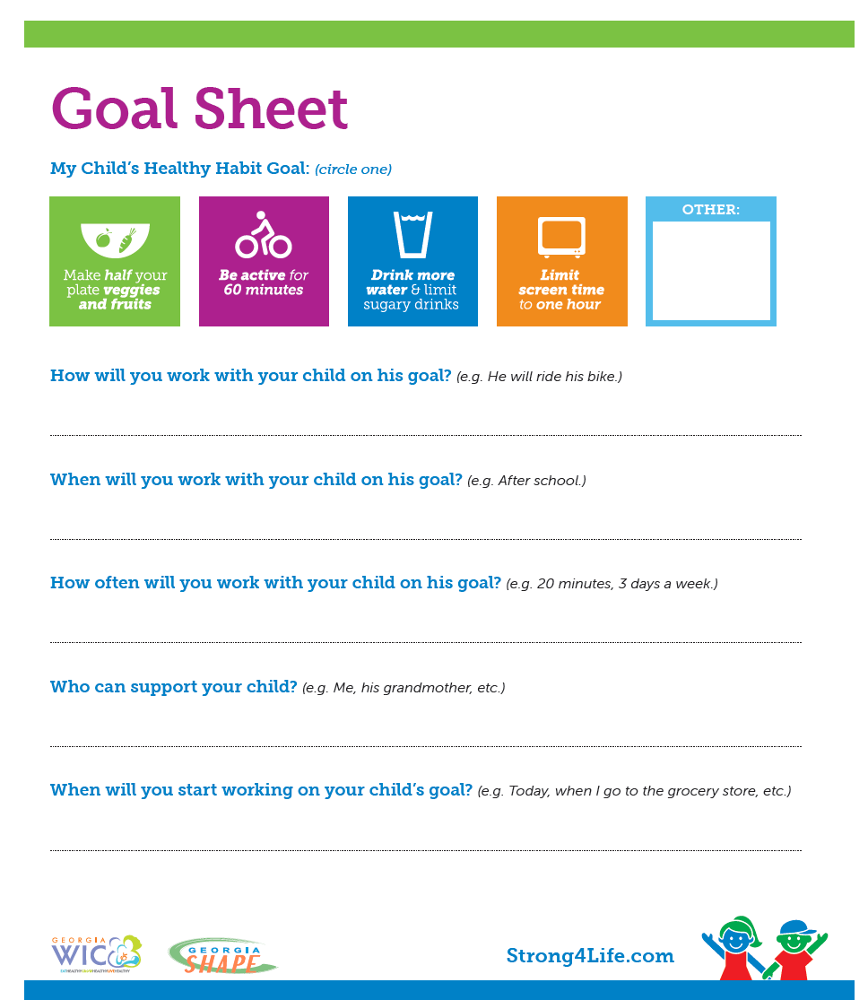 Goal Sheet
My Child’s Healthy Habit Goal: (circle one)
Make half your
plate veggies
and fruits
Be active for
60 minutes
Drink more
water & limit
sugary drinks
Limit
screen time
to one hour
OTHER:
How will you work with your child on his goal? (e.g. He will ride his bike.)
When will you work with your child on his goal? (e.g. After school.)
How often will you work with your child on his goal? (e.g. 20 minutes, 3 days a week.)
Who can support your child? (e.g. Me, his grandmother, etc.)
When will you start working on your child’s goal? (e.g. Today, when I go to the grocery store, etc.)
GEORGIA
WIC
GEORGIA
SHAPE
Strong4Life.com